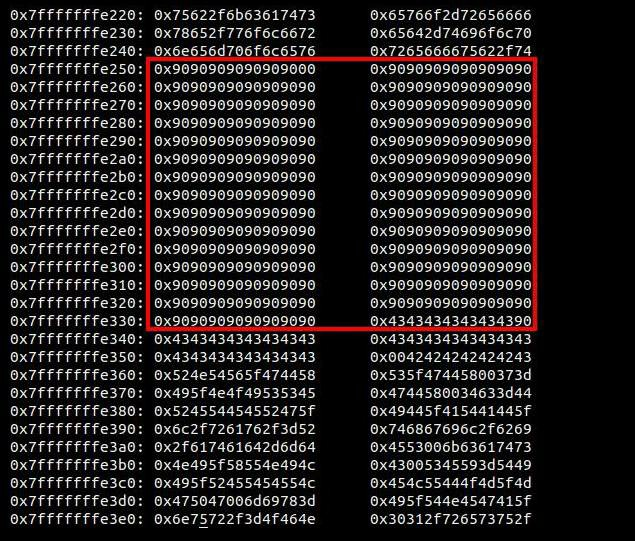 0x7fffffffe220: 0x75622f6b63617473 0x65766f2d72656666
0x7fffffffe230: 0x78652f776f6c6672 0x65642d74696f6c70
0x7fffffffe240: 0x6e656d706f6c6576 0x7265666675622f74
0x7fffffffe250: 0x9090909090909000 0x9090909090909090
0x7fffffffe260: 0x9090909090909090 0x9090909090909090
0x7fffffffe270: 0x9090909090909090 0x9090909090909090
0x7fffffffe280: 0x9090909090909090 0x9090909090909090
0x7fffffffe290: 0x9090909090909090 0x9090909090909090
0x7fffffffe2a0: 0x9090909090909090 0x9090909090909090
0x7fffffffe2b0: 0x9090909090909090 0x9090909090909090
0x7fffffffe2c0: 0x9090909090909090 0x9090909090909090
0x7fffffffe2d0: 0x9090909090909090 0x9090909090909090
0x7fffffffe2e0: 0x9090909090909090 0x9090909090909090
0x7fffffffe2f0: 0x9090909090909090 0x9090909090909090
0x7fffffffe300: 0x9090909090909090 0x9090909090909090
0x7fffffffe310: 0x9090909090909090 0x9090909090909090
0x7fffffffe320: 0x9090909090909090 0x9090909090909090
0x7fffffffe330: 0x9090909090909090 0x4343434343434390
0x7fffffffe340: 0x4343434343434343 0x4343434343434343
0x7fffffffe350: 0x4343434343434343 0x0042424242424243
0x7fffffffe360: 0x524e54565f474458 0x535f47445800373d
0x7fffffffe370: 0x495f4e4f49535345 0x4744580034633d44
0x7fffffffe380: 0x524554454552475f 0x49445f415441445f
0x7fffffffe390: 0x6c2f7261762f3d52 0x746867696c2f6269
0x7fffffffe3a0: 0x2f617461642d6d64 0x4553006b63617473
0x7fffffffe3b0: 0x4e495f58554e494c 0x43005345593d5449
0x7fffffffe3c0: 0x495f52455454554c 0x454c55444f4d5f4d
0x7fffffffe3d0: 0x475047006d69783d 0x495f544e4547415f
0x7fffffffe3e0: 0x6e75722f3d4f464e 0x30312f726573752f